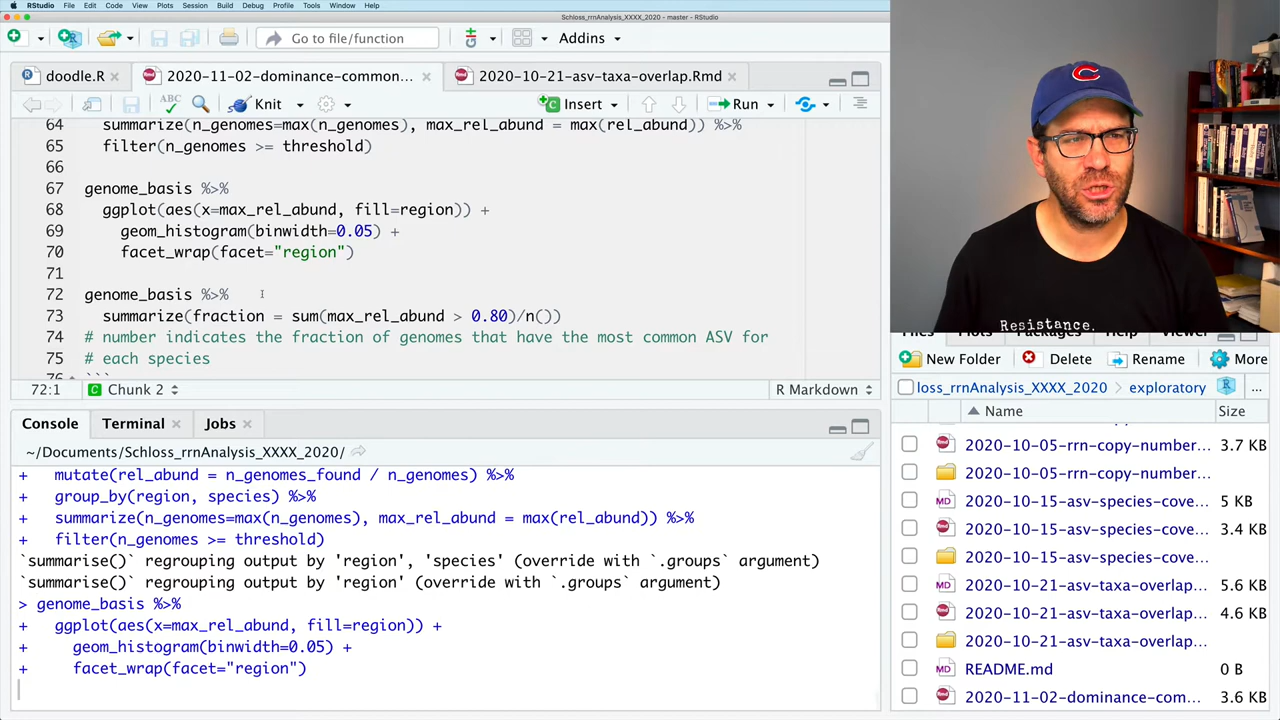 RStudio File Edit Code View Plots Session Build Debug Profile Tools Window Help
Schloss_rrnAnalysis_XXXX_2020 - master - RStudio
Go to file/function Addins
doodle.R 2020-11-02-dominance-common... 2020-10-21-asv-taxa-overlap.Rmd
ABC Knit Insert Run
64 summarize(n_genomes=max(n_genomes), max_rel_abund = max(rel_abund)) %>%
65 filter(n_genomes >= threshold)
66
67 genome_basis %>%
68 ggplot(aes(x=max_rel_abund, fill=region)) +
69 geom_histogram(binwidth=0.05) +
70 facet_wrap(facet="region")
71
72 genome_basis %>%
73 summarize(fraction = sum(max_rel_abund > 0.80)/n())
74 # number indicates the fraction of genomes that have the most common ASV for
75 # each species
76 ```
72:1 Chunk 2 R Markdown
Console Terminal Jobs
~/Documents/Schloss_rrnAnalysis_XXXX_2020/
+ mutate(rel_abund = n_genomes_found / n_genomes) %>%
+ group_by(region, species) %>%
+ summarize(n_genomes=max(n_genomes), max_rel_abund = max(rel_abund)) %>%
+ filter(n_genomes >= threshold)
`summarise()` regrouping output by 'region', 'species' (override with `.groups` argument)
`summarise()` regrouping output by 'region' (override with `.groups` argument)
> genome_basis %>%
+ ggplot(aes(x=max_rel_abund, fill=region)) +
+ geom_histogram(binwidth=0.05) +
+ facet_wrap(facet="region")
Resistance.
Files Plots Packages Help Viewer
New Folder Delete Rename More
loss_rrnAnalysis_XXXX_2020 exploratory ...
Name Size
2020-10-05-rrn-copy-number... 3.7 KB
2020-10-05-rrn-copy-number...
2020-10-15-asv-species-cove... 5 KB
2020-10-15-asv-species-cove... 3.4 KB
2020-10-15-asv-species-cove...
2020-10-21-asv-taxa-overlap... 5.6 KB
2020-10-21-asv-taxa-overlap... 4.6 KB
2020-10-21-asv-taxa-overlap...
README.md 0 B
2020-11-02-dominance-com... 3.6 KB